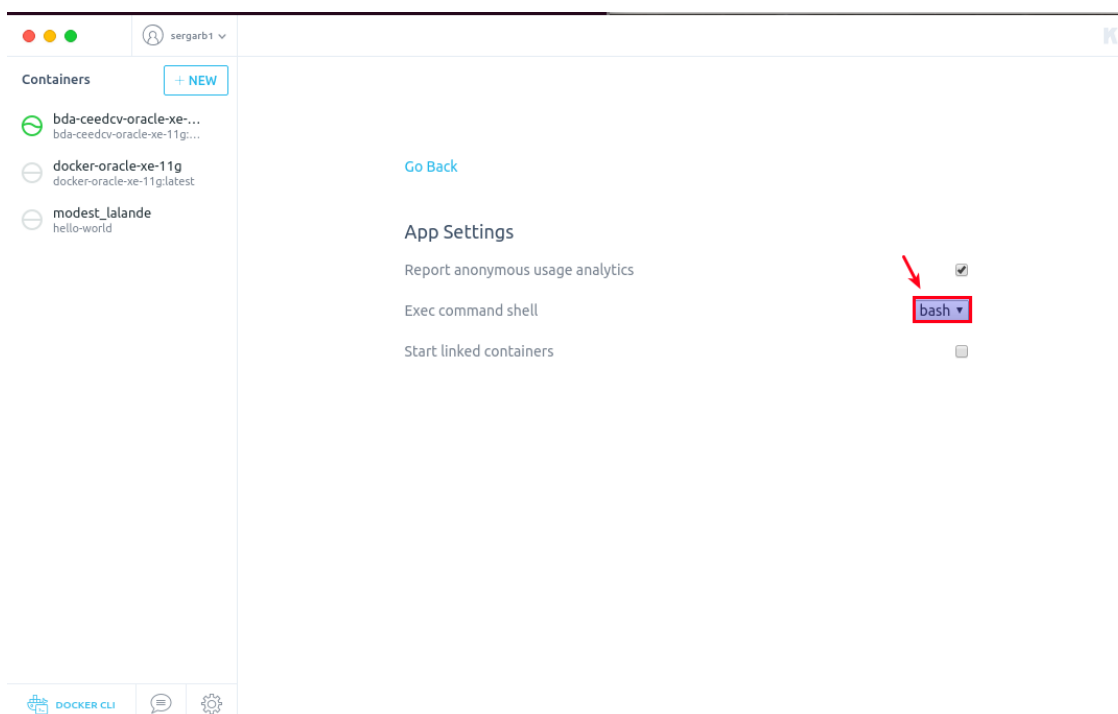 sergarb1
K
Containers
+ NEW
bda-ceedcv-oracle-xe-...
bda-ceedcv-oracle-xe-11g:...
docker-oracle-xe-11g
docker-oracle-xe-11g:latest
modest_lalande
hello-world
Go Back
App Settings
Report anonymous usage analytics
Exec command shell
bash
Start linked containers
DOCKER CLI